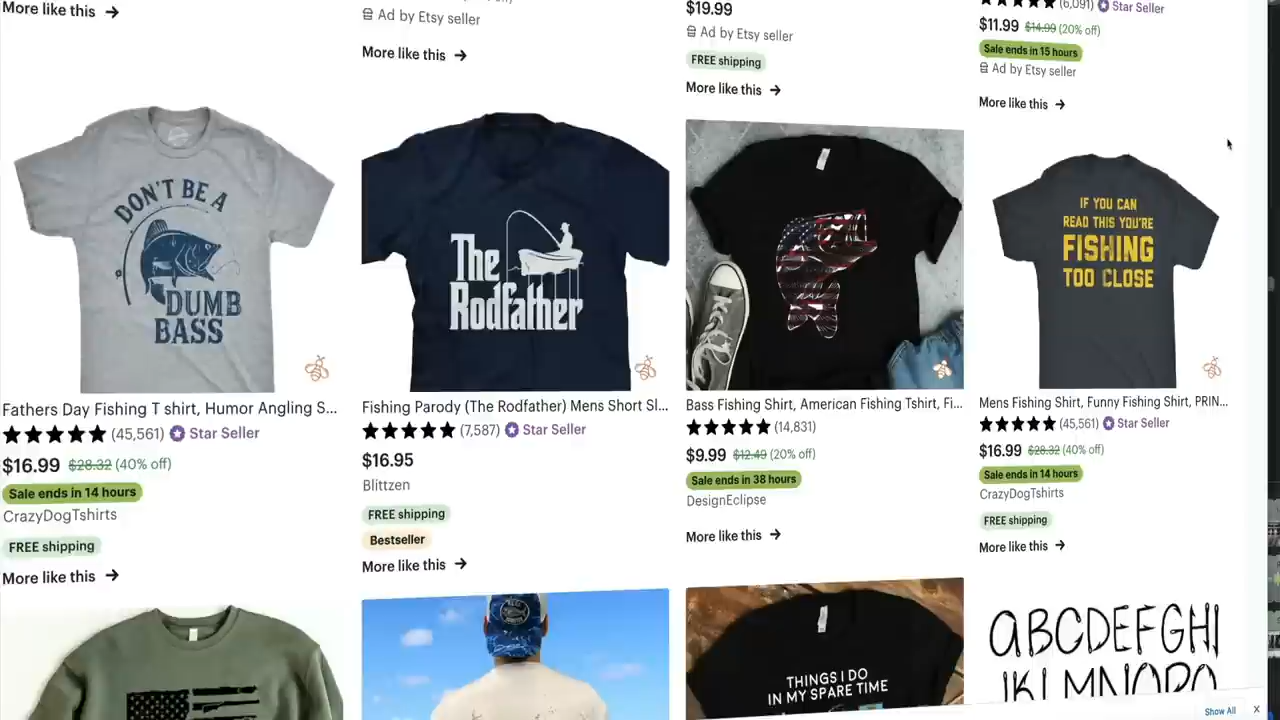 More like this →
Ad by Etsy seller
More like this →
$19.99
Ad by Etsy seller
FREE shipping
More like this →
(6,091) Star Seller
$11.99 $14.99 (20% off)
Sale ends in 15 hours
Ad by Etsy seller
More like this →
DON'T BE A
DUMB
BASS
The
Rodfather
IF YOU CAN
READ THIS YOU'RE
FISHING
TOO CLOSE
Fathers Day Fishing T shirt, Humor Angling S...
★★★★★ (45,561) Star Seller
$16.99 $28.32 (40% off)
Sale ends in 14 hours
CrazyDogTshirts
FREE shipping
More like this →
Fishing Parody (The Rodfather) Mens Short Sl...
★★★★★ (7,587) Star Seller
$16.95
Blittzen
FREE shipping
Bestseller
More like this →
Bass Fishing Shirt, American Fishing Tshirt, Fi...
★★★★★ (14,831)
$9.99 $12.49 (20% off)
Sale ends in 38 hours
DesignEclipse
More like this →
Mens Fishing Shirt, Funny Fishing Shirt, PRIN...
★★★★★ (45,561) Star Seller
$16.99 $28.32 (40% off)
Sale ends in 14 hours
CrazyDogTshirts
FREE shipping
More like this →
THINGS I DO
IN MY SPARE TIME
ABCDEFGHI
JKLMNOPQ
Show All